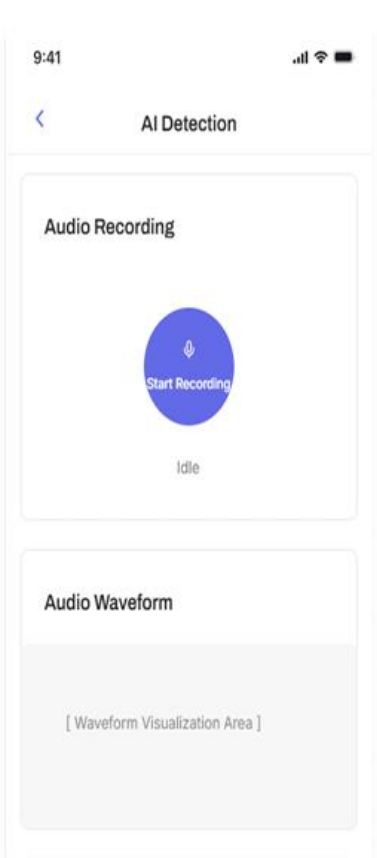 9:41
AI Detection
Audio Recording
Start Recording
Idle
Audio Waveform
[ Waveform Visualization Area ]